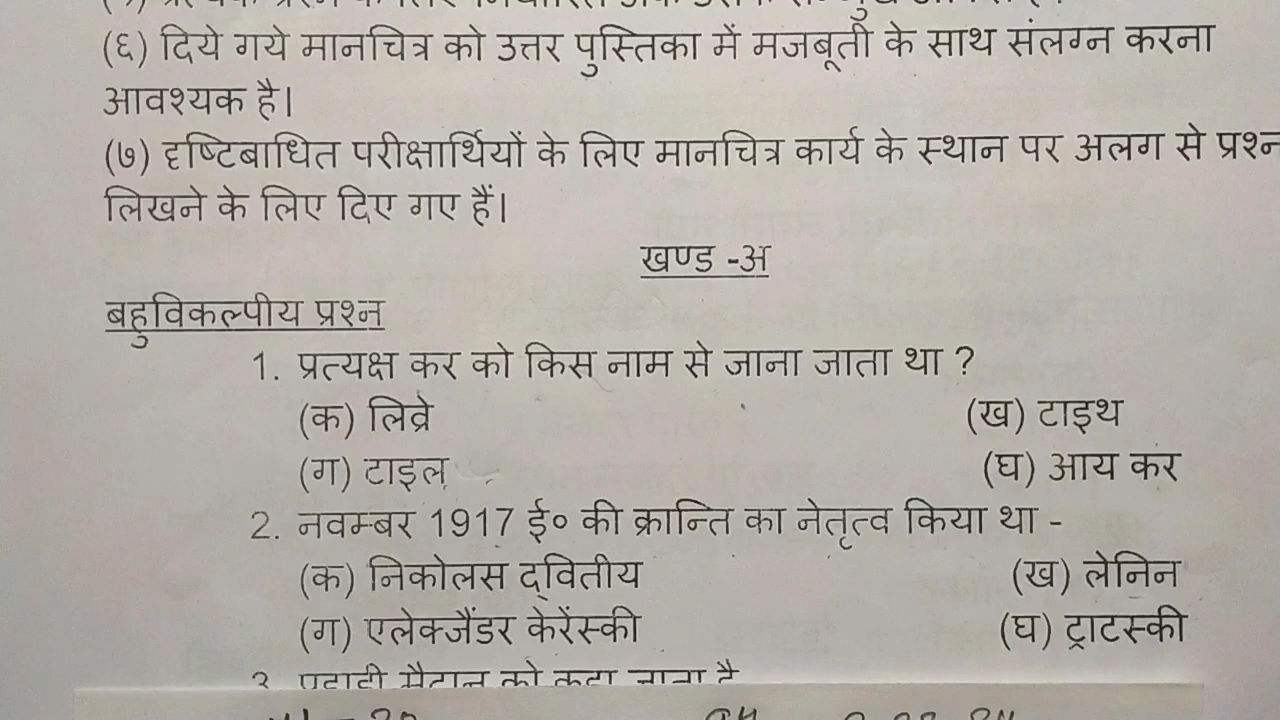 (६) दिये गये मानचित्र को उत्तर पुस्तिका में मजबूती के साथ संलग्न करना
आवश्यक है।
(७) दृष्टिबाधित परीक्षार्थियों के लिए मानचित्र कार्य के स्थान पर अलग से प्रश्न
लिखने के लिए दिए गए हैं।
खण्ड -अ
बहुविकल्पीय प्रश्न
1. प्रत्यक्ष कर को किस नाम से जाना जाता था ?
(क) लिव्रे (ख) टाइथ
(ग) टाइल (घ) आय कर
2. नवम्बर 1917 ई० की क्रान्ति का नेतृत्व किया था -
(क) निकोलस द्वितीय (ख) लेनिन
(ग) एलेक्जैंडर केरेंस्की (घ) ट्राटस्की